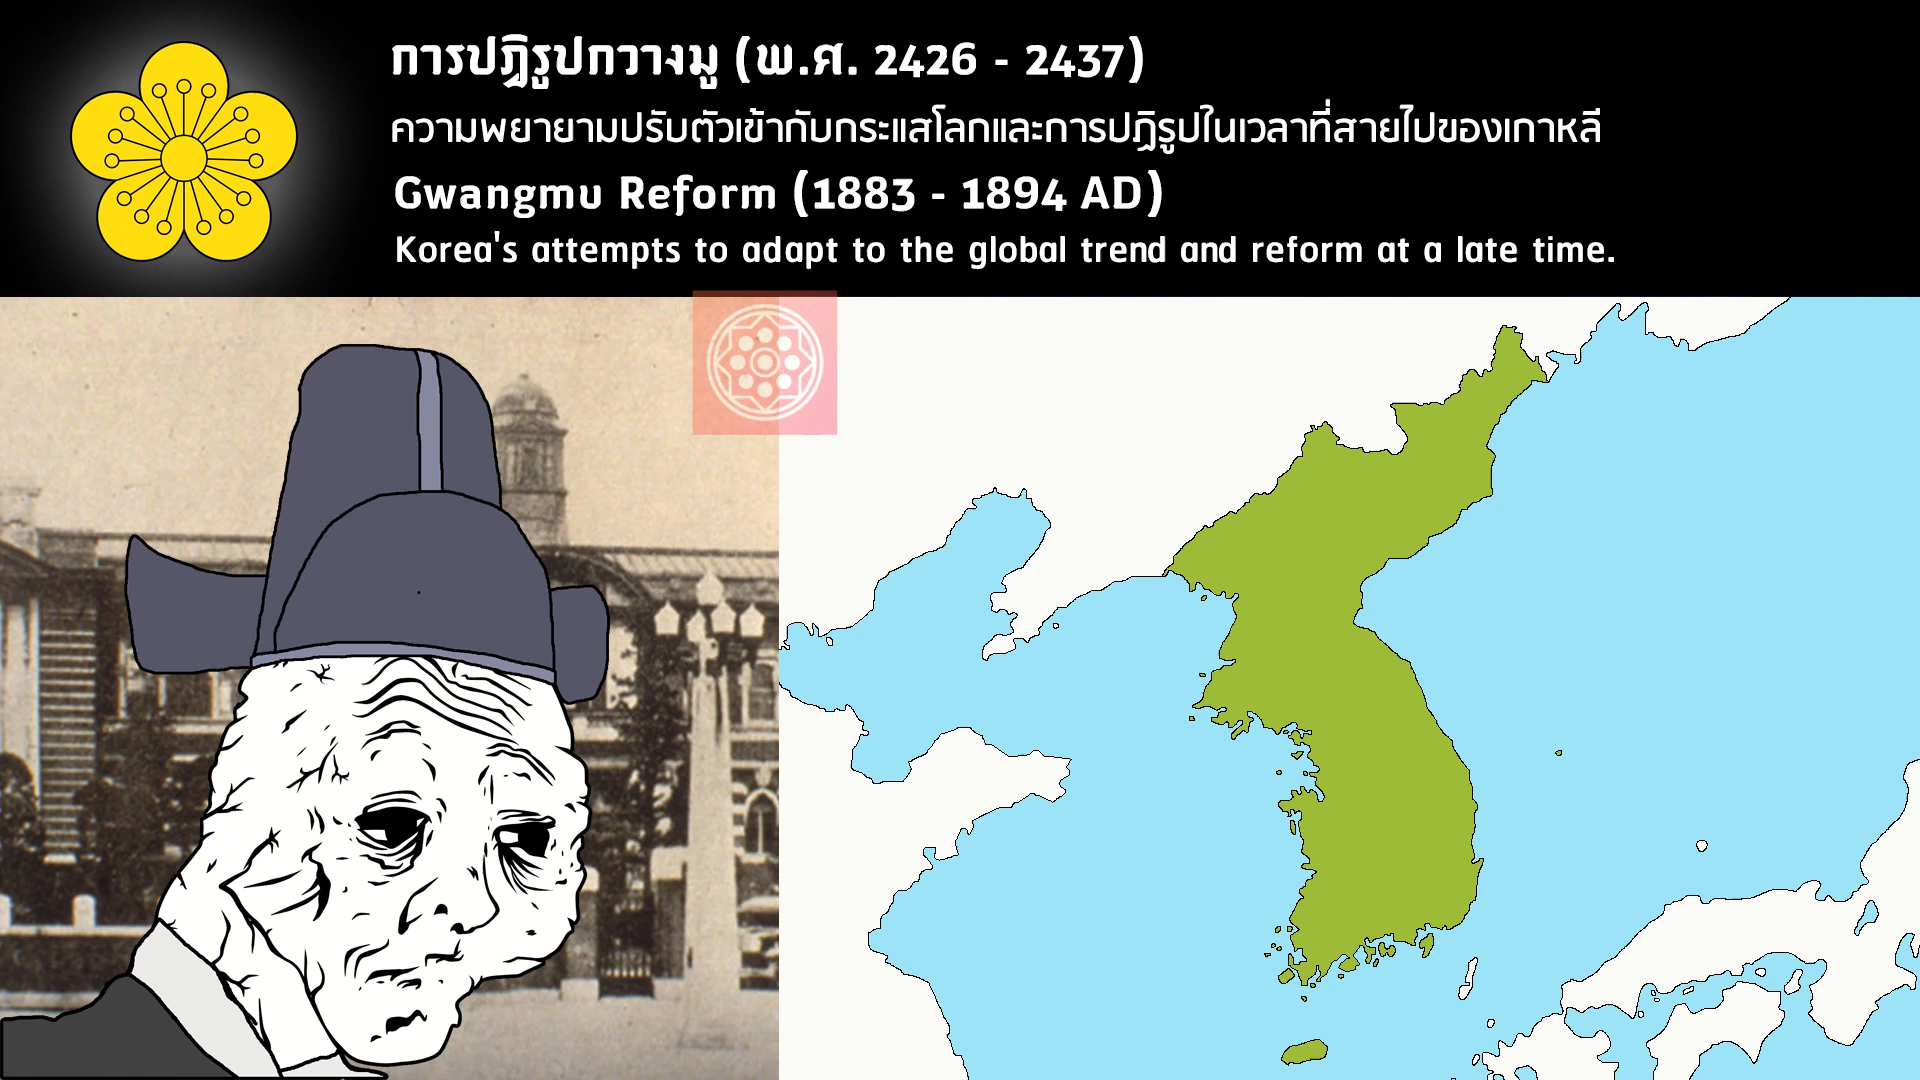 การปฏิรูปกวางมู (พ.ศ. 2426 - 2437)
ความพยายามปรับตัวเข้ากับกระแสโลกและการปฏิรูปในเวลาที่สายไปของเกาหลี
Gwangmu Reform (1883 - 1894 AD)
Korea's attempts to adapt to the global trend and reform at a late time.